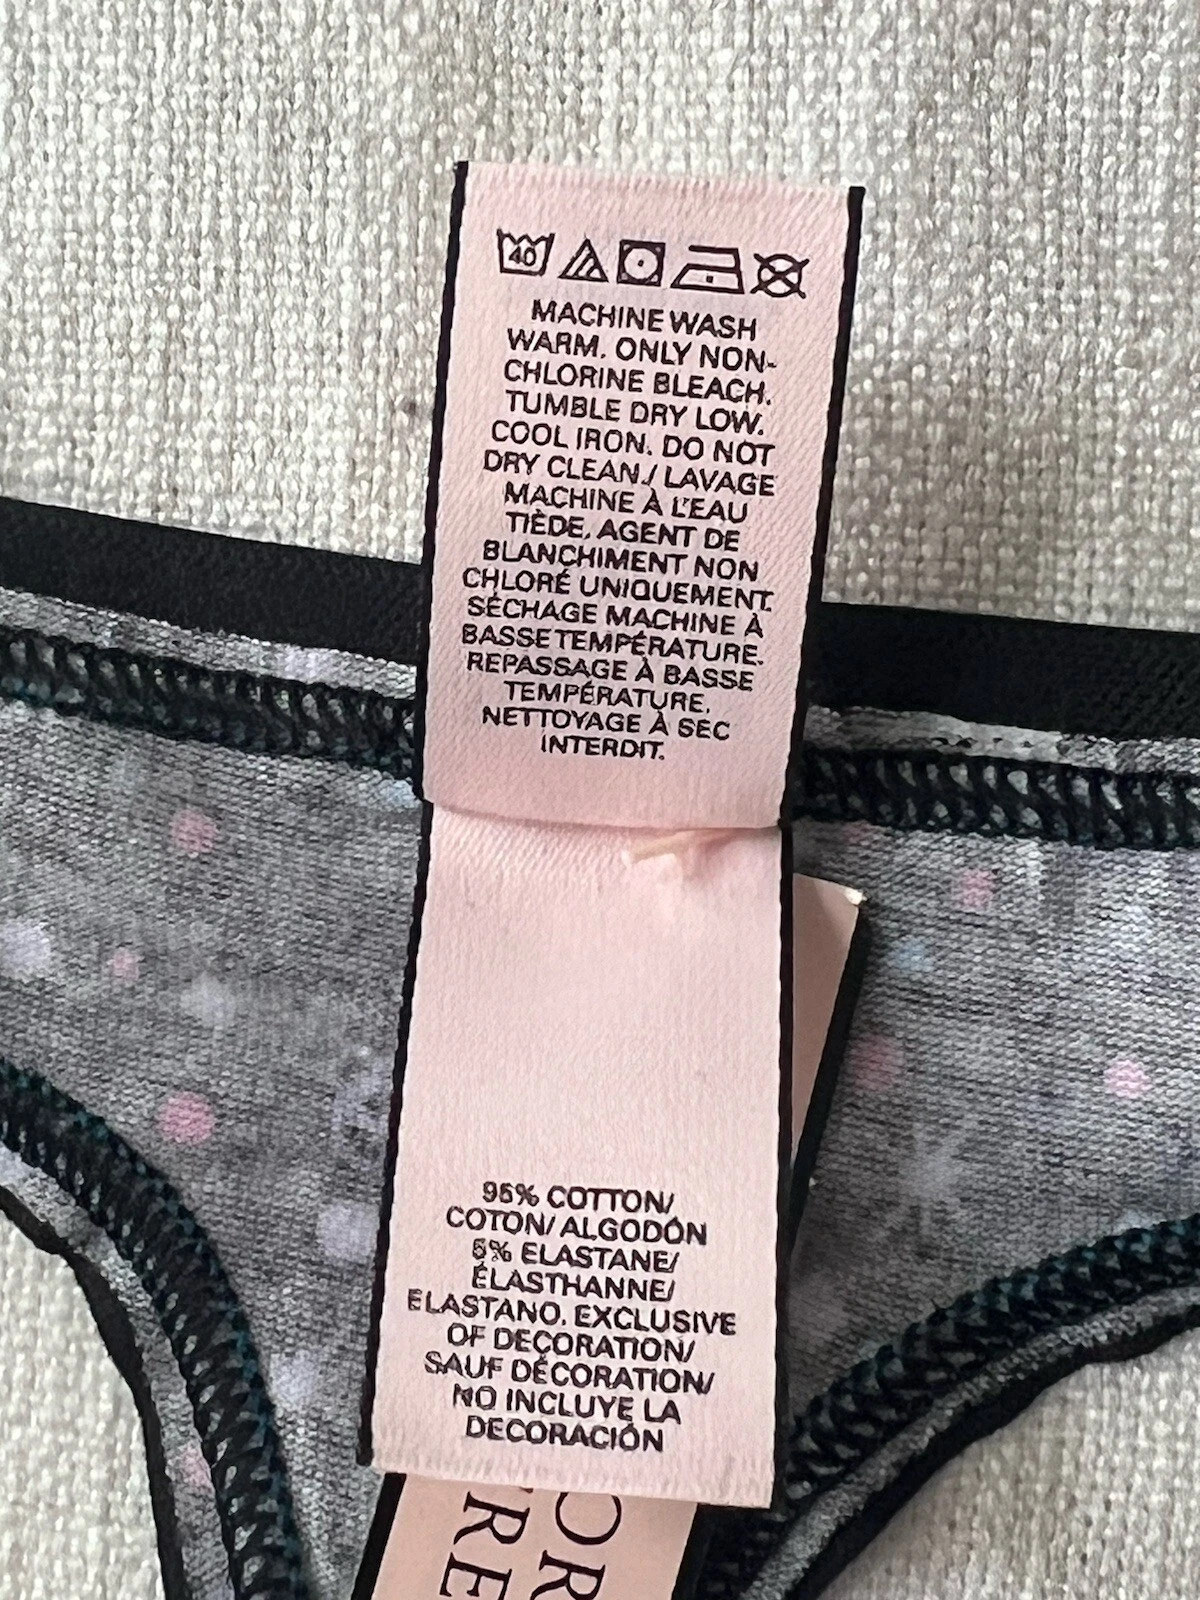 40
MACHINE WASH
WARM. ONLY NON-
CHLORINE BLEACH.
TUMBLE DRY LOW.
COOL IRON. DO NOT
DRY CLEAN./ LAVAGE
MACHINE À L'EAU
TIÈDE. AGENT DE
BLANCHIMENT NON
CHLORÉ UNIQUEMENT.
SÉCHAGE MACHINE À
BASSE TEMPÉRATURE.
REPASSAGE À BASSE
TEMPÉRATURE.
NETTOYAGE À SEC
INTERDIT.
95% COTTON/
COTON/ ALGODÓN
5% ELASTANE/
ÉLASTHANNE/
ELASTANO. EXCLUSIVE
OF DECORATION/
SAUF DÉCORATION/
NO INCLUYE LA
DECORACIÓN
OR
RE